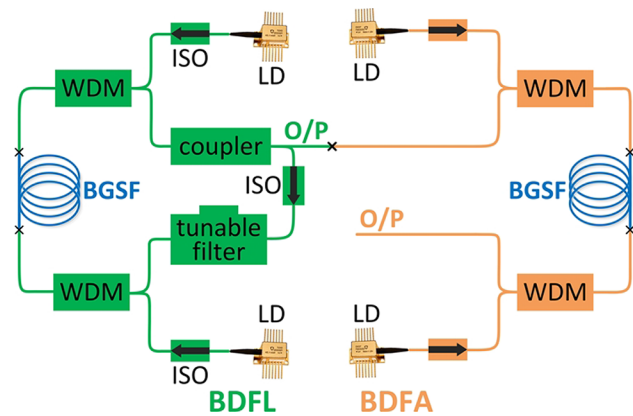 ISO
LD
LD
WDM
WDM
coupler
O/P
BGSF
ISO
BGSF
tunable
filter
O/P
WDM
WDM
LD
LD
ISO
BDFL
BDFA